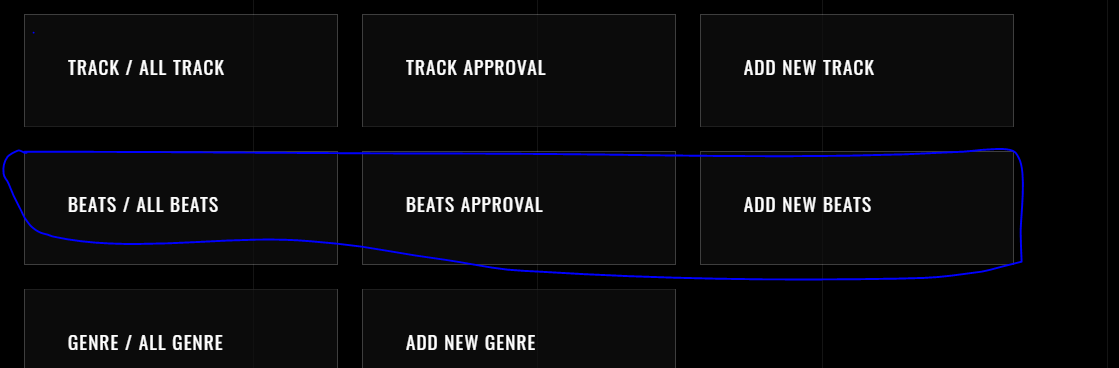 TRACK / ALL TRACK
TRACK APPROVAL
ADD NEW TRACK
BEATS / ALL BEATS
BEATS APPROVAL
ADD NEW BEATS
GENRE / ALL GENRE
ADD NEW GENRE